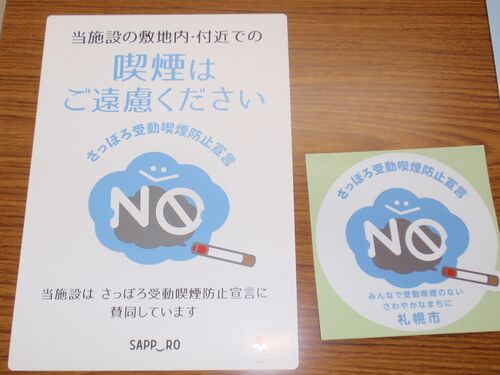 当施設の敷地内・付近での
喫煙は
ご遠慮ください
さっぽろ受動喫煙防止宣言
NO
当施設は さっぽろ受動喫煙防止宣言に
賛同しています
SAPP_RO
さっぽろ受動喫煙防止宣言
NO
みんなで受動喫煙のない
さわやかなまちに
札幌市